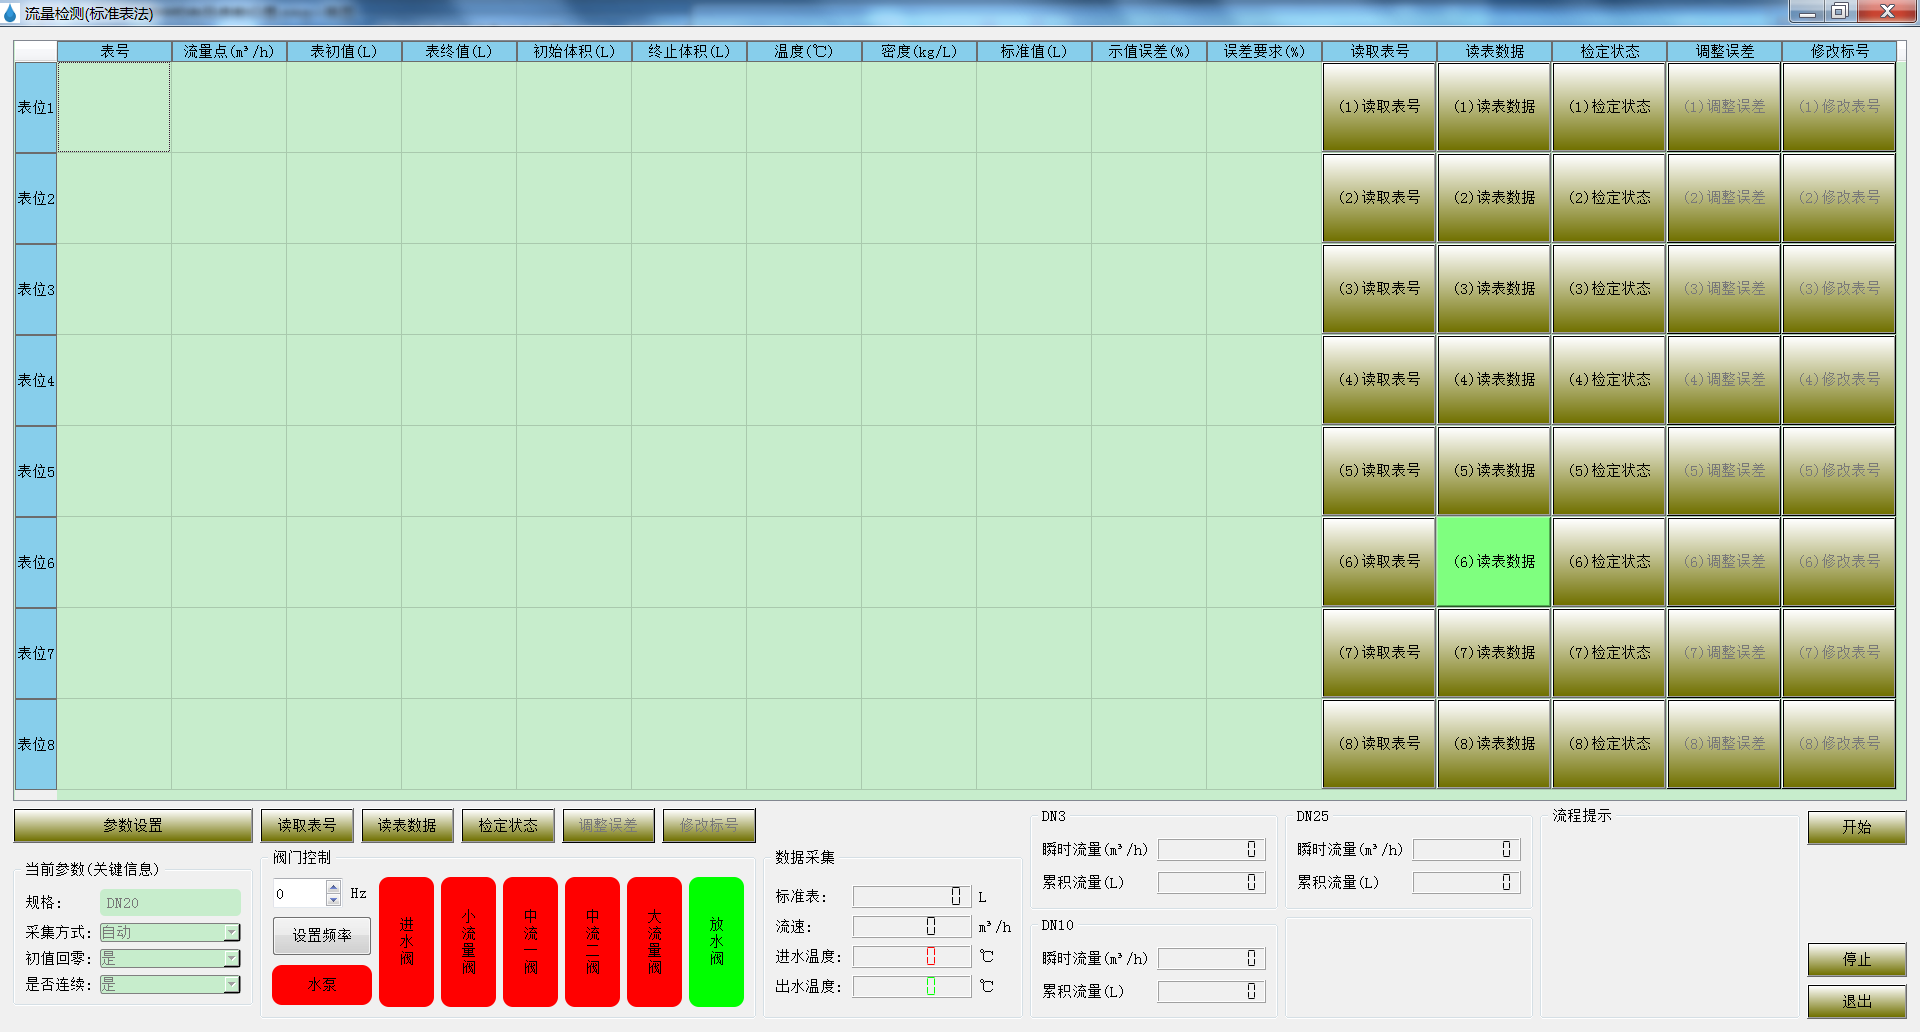 流量检测(标准表法)
表号 流量点(m³/h) 表初值(L) 表终值(L) 初始体积(L) 终止体积(L) 温度(℃) 密度(kg/L) 标准值(L) 示值误差(%) 误差要求(%) 读取表号 读表数据 检定状态 调整误差 修改标号
表位1 (1)读取表号 (1)读表数据 (1)检定状态 (1)调整误差 (1)修改表号
表位2 (2)读取表号 (2)读表数据 (2)检定状态 (2)调整误差 (2)修改表号
表位3 (3)读取表号 (3)读表数据 (3)检定状态 (3)调整误差 (3)修改表号
表位4 (4)读取表号 (4)读表数据 (4)检定状态 (4)调整误差 (4)修改表号
表位5 (5)读取表号 (5)读表数据 (5)检定状态 (5)调整误差 (5)修改表号
表位6 (6)读取表号 (6)读表数据 (6)检定状态 (6)调整误差 (6)修改表号
表位7 (7)读取表号 (7)读表数据 (7)检定状态 (7)调整误差 (7)修改表号
表位8 (8)读取表号 (8)读表数据 (8)检定状态 (8)调整误差 (8)修改表号
参数设置 读取表号 读表数据 检定状态 调整误差 修改标号
当前参数(关键信息)
规格: DN20
采集方式: 自动
初值回零: 是
是否连续: 是
阀门控制
0 Hz
设置频率
水泵
进水阀
小流量阀
中流一阀
中流二阀
大流量阀
放水阀
数据采集
标准表: 0 L
流速: 0 m³/h
进水温度: 0 ℃
出水温度: 0 ℃
DN3
瞬时流量(m³/h) 0
累积流量(L) 0
DN10
瞬时流量(m³/h) 0
累积流量(L) 0
DN25
瞬时流量(m³/h) 0
累积流量(L) 0
流程提示
开始
停止
退出